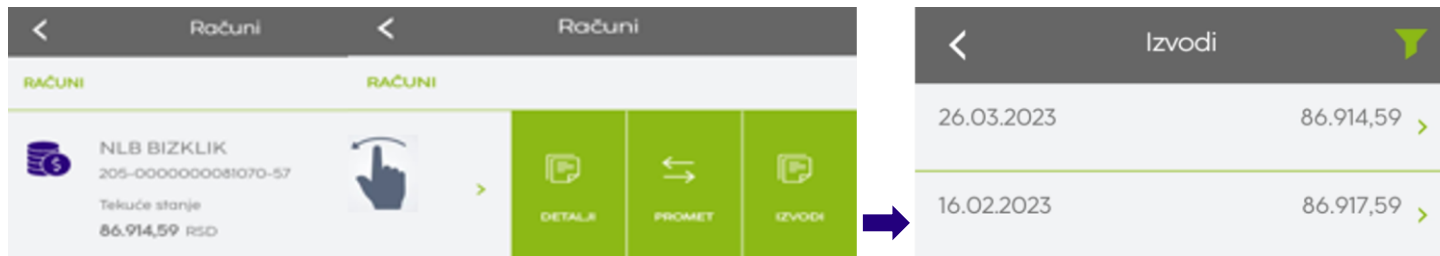 Računi
RAČUNI
NLB BIZKLIK
205-0000000081070-57
Tekuće stanje
86.914,59 RSD
Računi
RAČUNI
DETALJI
PROMET
IZVODI
Izvodi
26.03.2023 86.914,59
16.02.2023 86.917,59